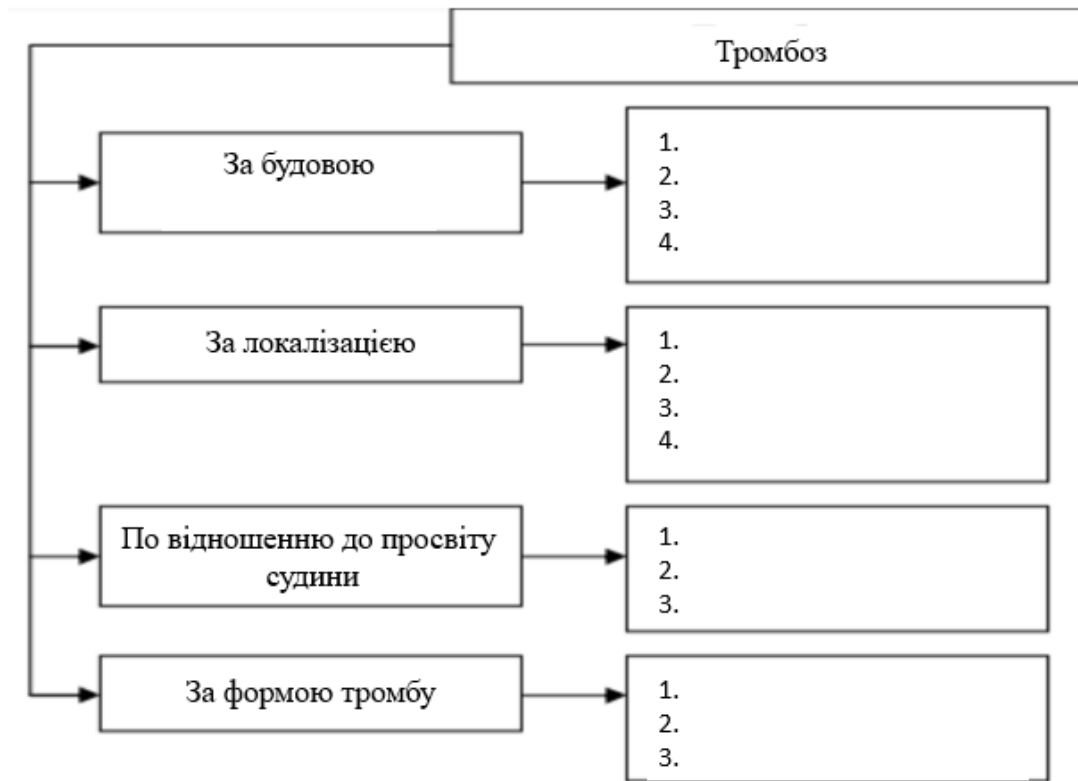 Тромбоз
За будовою
1.
2.
3.
4.
За локалізацією
1.
2.
3.
4.
По відношенню до просвіту
судини
1.
2.
3.
За формою тромбу
1.
2.
3.